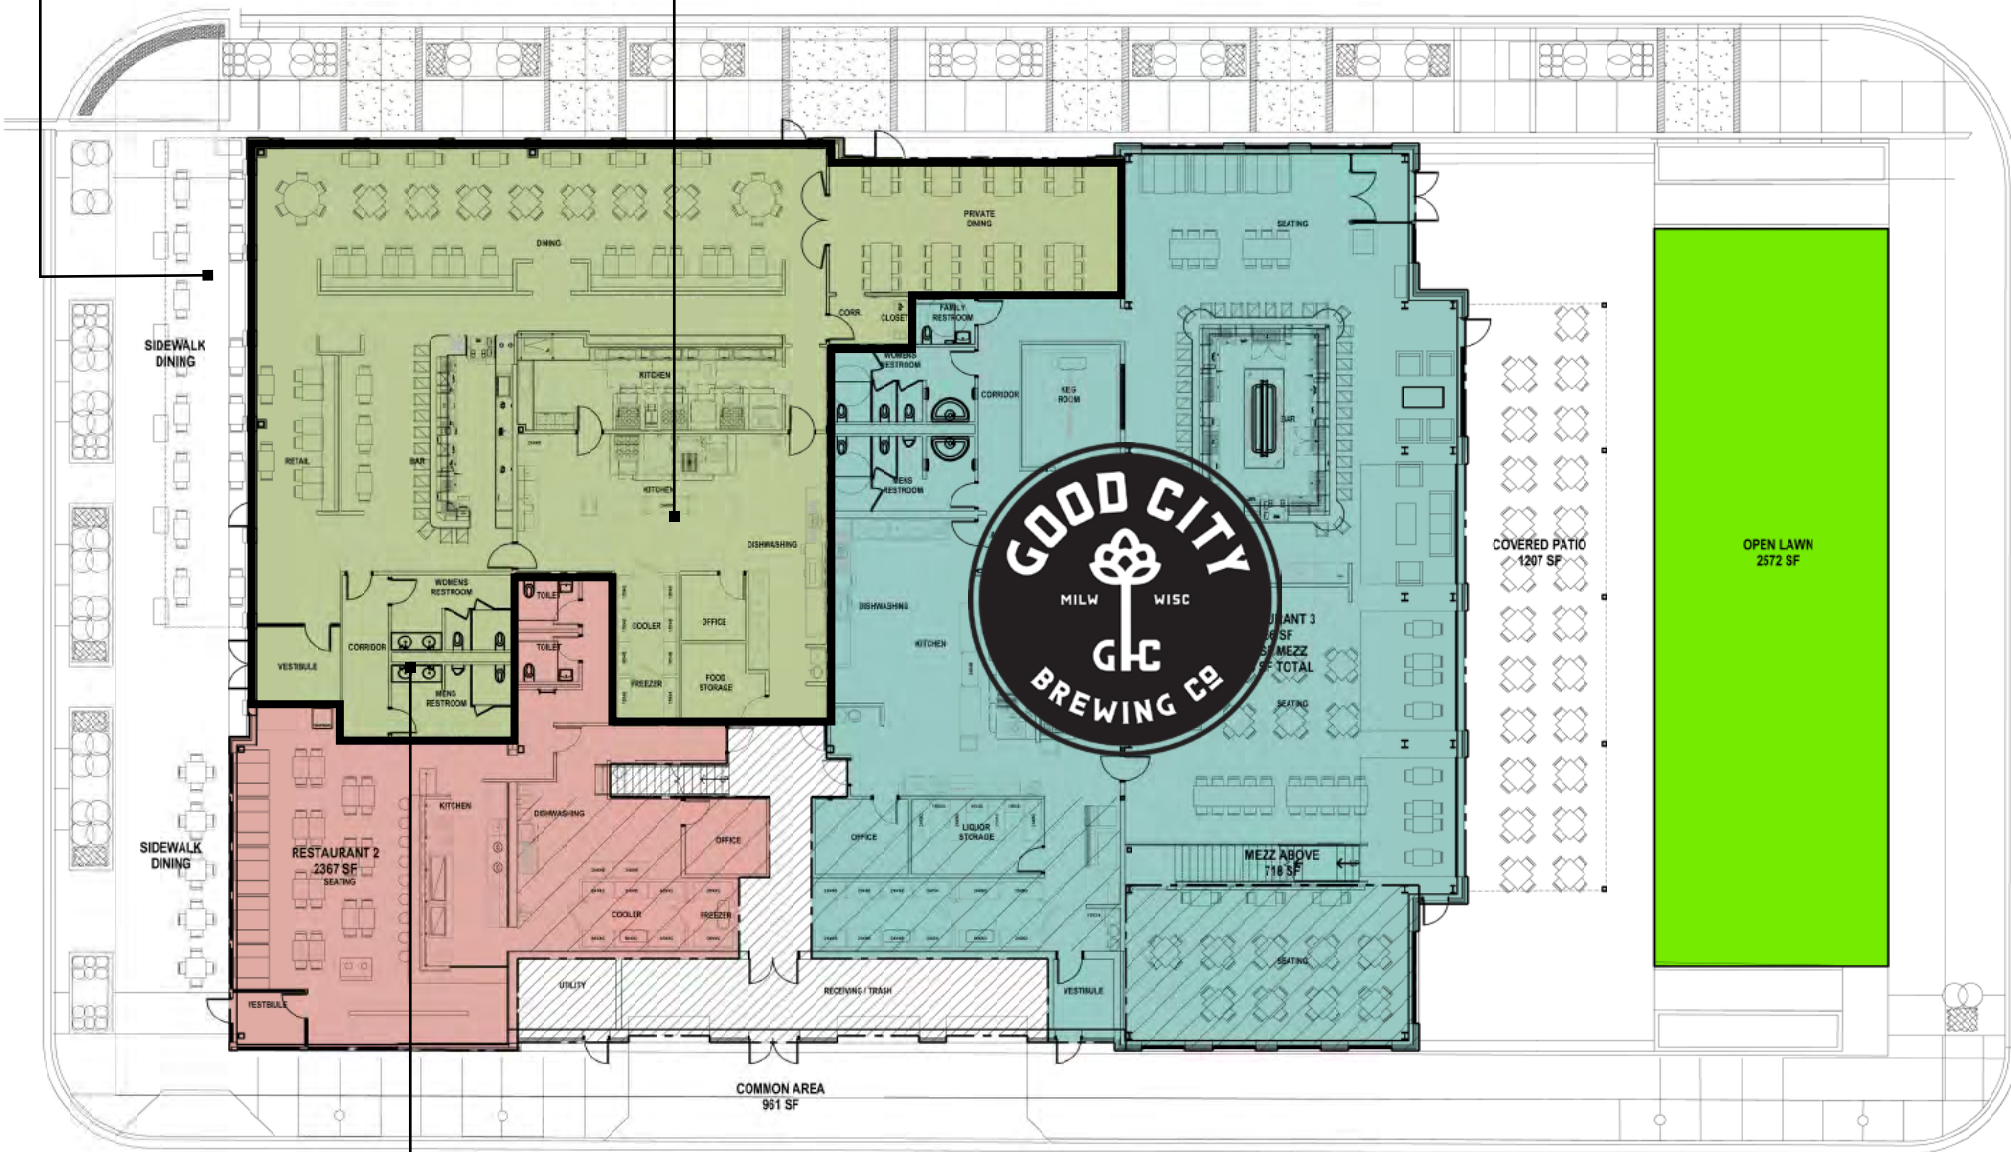 SEATING
PRIVATE
DINING
DINING
CORR.
CLOSET
FAMILY
RESTROOM
SIDEWALK
DINING
WOMENS
RESTROOM
KITCHEN
CORRIDOR
KEG
ROOM
BAR
RETAIL
BAR
KITCHEN
MENS
RESTROOM
GOOD CITY
MILW WISC
GC
BREWING CO
DISHWASHING
COVERED PATIO
1207 SF
OPEN LAWN
2572 SF
WOMENS
RESTROOM
TOILET
DISHWASHING
COOLER
OFFICE
KITCHEN
CORRIDOR
TOILET
VESTIBULE
MENS
RESTROOM
FREEZER
FOOD
STORAGE
SF TOTAL
SEATING
KITCHEN
DISHWASHING
OFFICE
OFFICE
LIQUOR
STORAGE
SIDEWALK
DINING
RESTAURANT 2
2367 SF
SEATING
MEZZ ABOVE
718 SF
COOLER
FREEZER
SEATING
UTILITY
RECEIVING / TRASH
VESTIBULE
VESTIBULE
COMMON AREA
961 SF